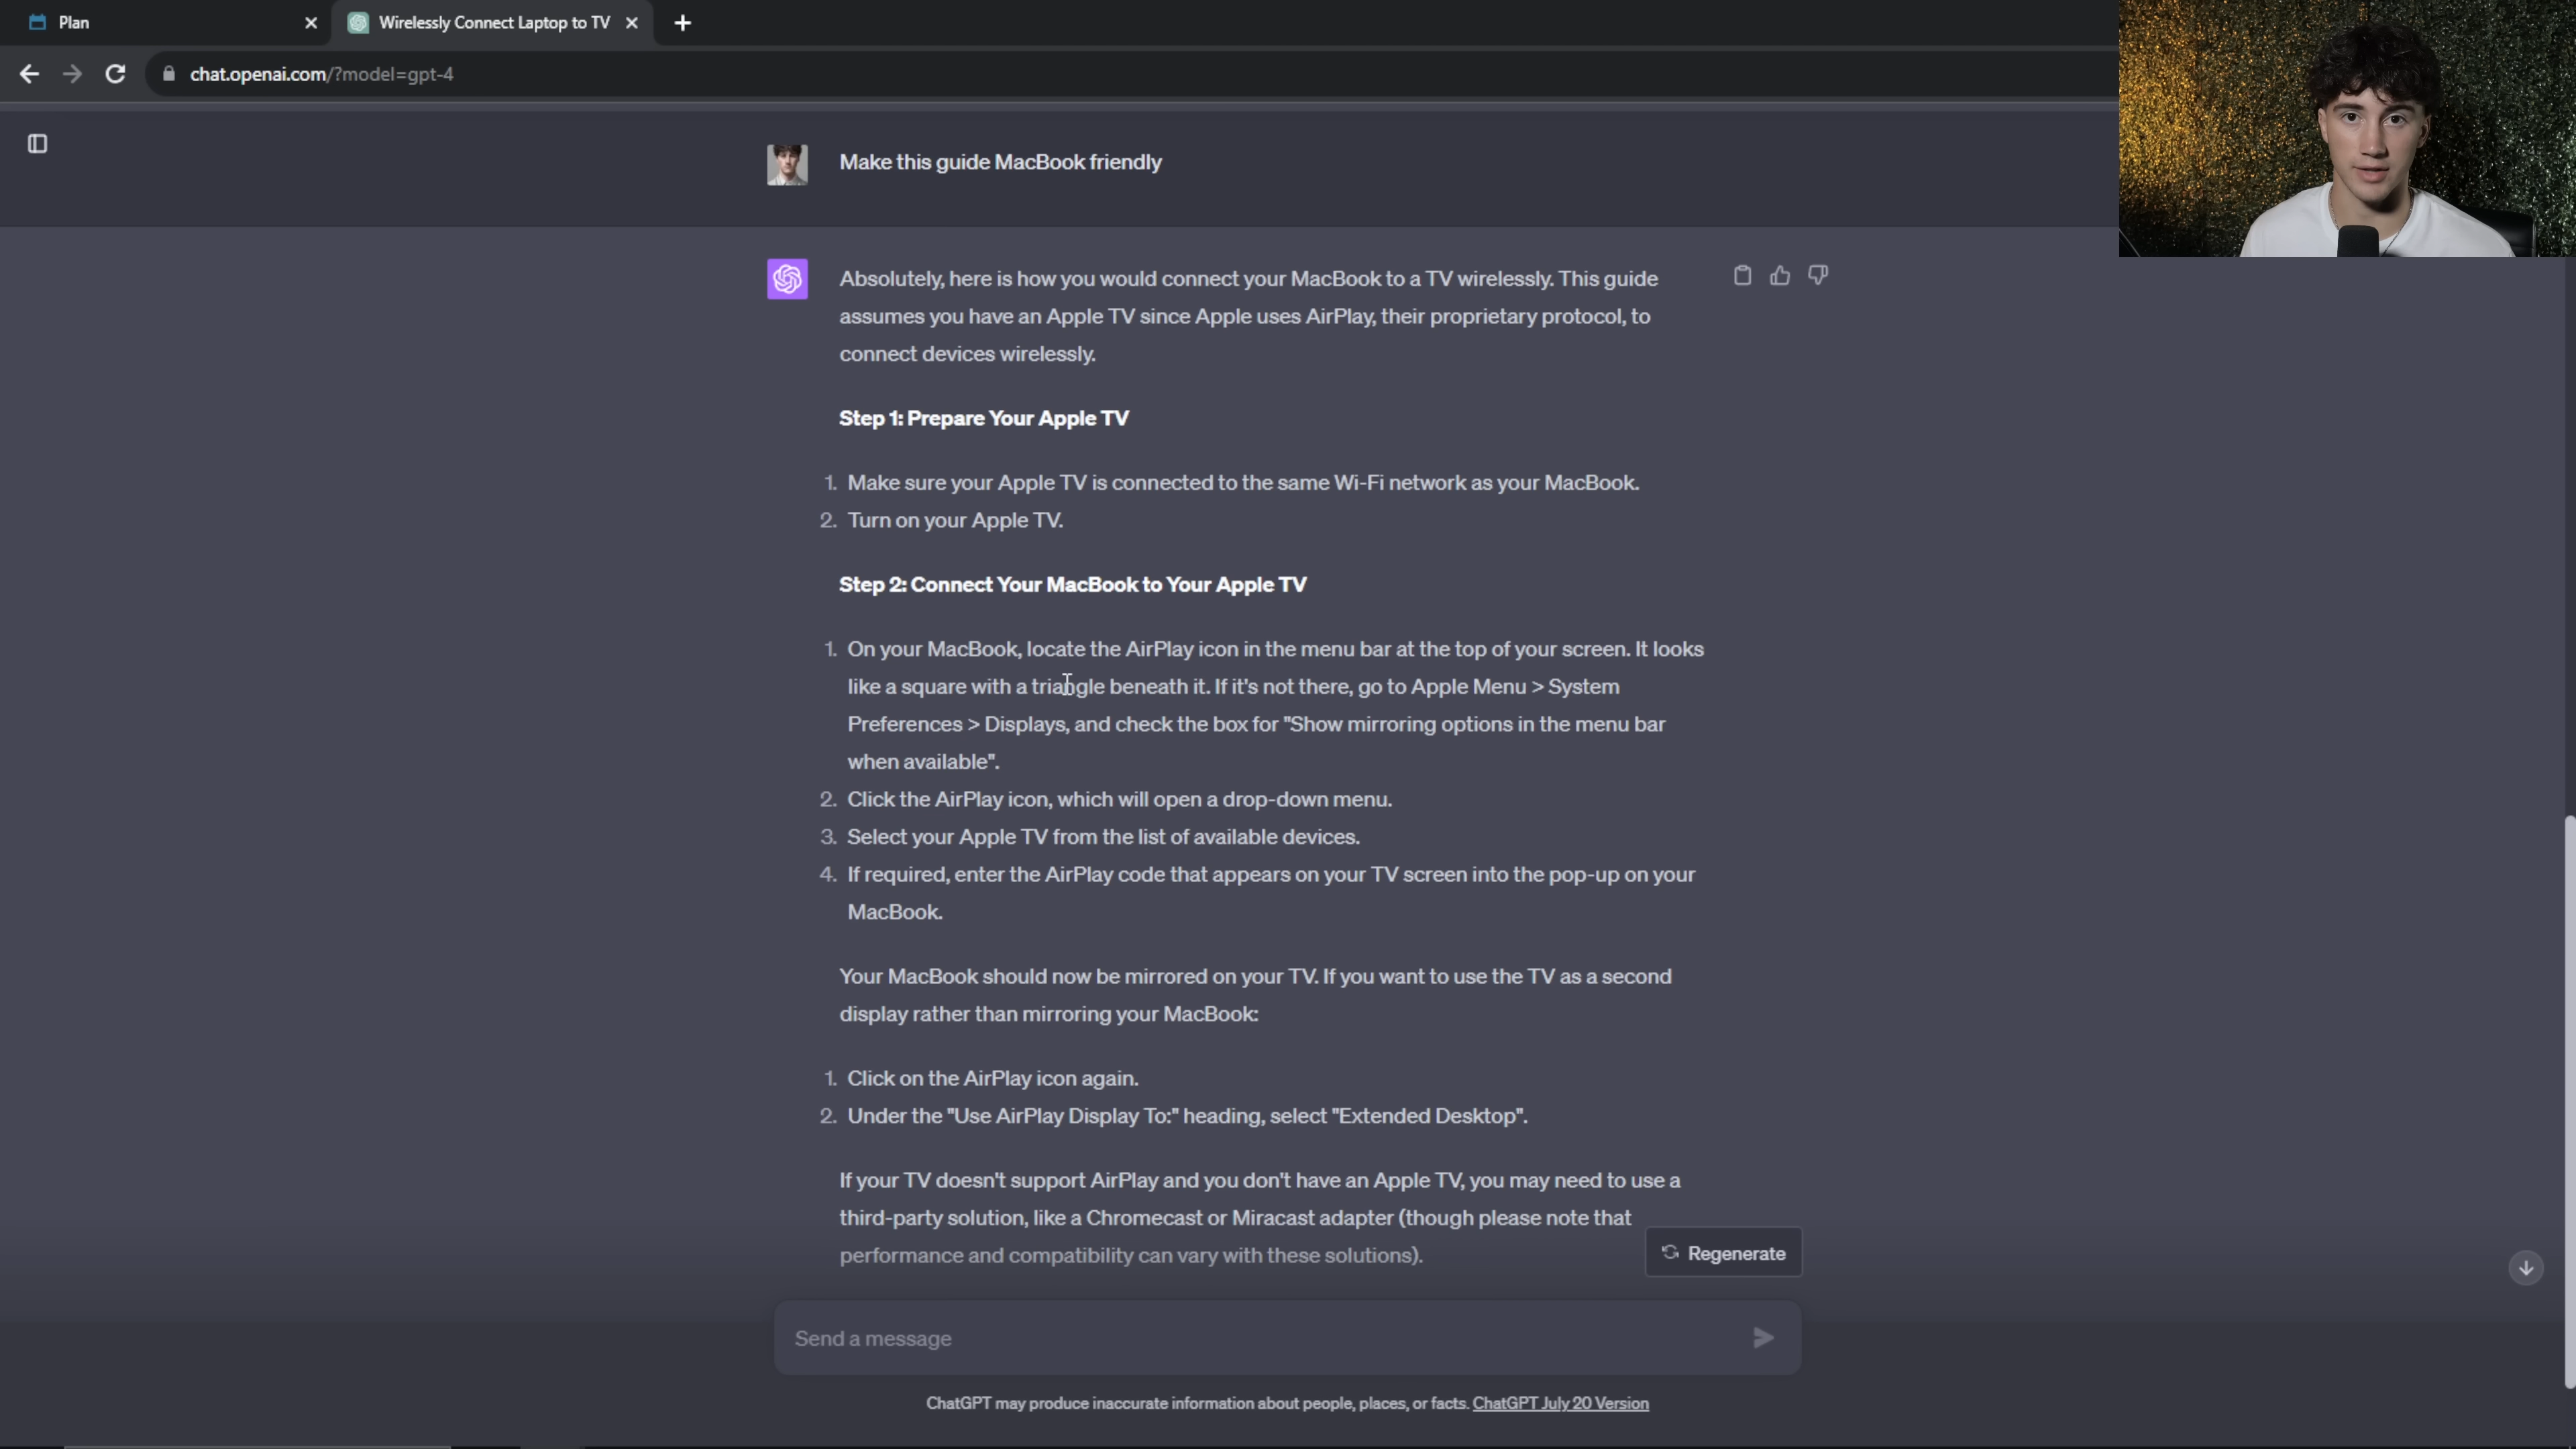 Plan
Wirelessly Connect Laptop to TV
chat.openai.com/?model=gpt-4
Make this guide MacBook friendly
Absolutely, here is how you would connect your MacBook to a TV wirelessly. This guide
assumes you have an Apple TV since Apple uses AirPlay, their proprietary protocol, to
connect devices wirelessly.
Step 1: Prepare Your Apple TV
1. Make sure your Apple TV is connected to the same Wi-Fi network as your MacBook.
2. Turn on your Apple TV.
Step 2: Connect Your MacBook to Your Apple TV
1. On your MacBook, locate the AirPlay icon in the menu bar at the top of your screen. It looks
like a square with a triangle beneath it. If it's not there, go to Apple Menu > System
Preferences > Displays, and check the box for "Show mirroring options in the menu bar
when available".
2. Click the AirPlay icon, which will open a drop-down menu.
3. Select your Apple TV from the list of available devices.
4. If required, enter the AirPlay code that appears on your TV screen into the pop-up on your
MacBook.
Your MacBook should now be mirrored on your TV. If you want to use the TV as a second
display rather than mirroring your MacBook:
1. Click on the AirPlay icon again.
2. Under the "Use AirPlay Display To:" heading, select "Extended Desktop".
If your TV doesn't support AirPlay and you don't have an Apple TV, you may need to use a
third-party solution, like a Chromecast or Miracast adapter (though please note that
performance and compatibility can vary with these solutions).
Regenerate
Send a message
ChatGPT may produce inaccurate information about people, places, or facts. ChatGPT July 20 Version